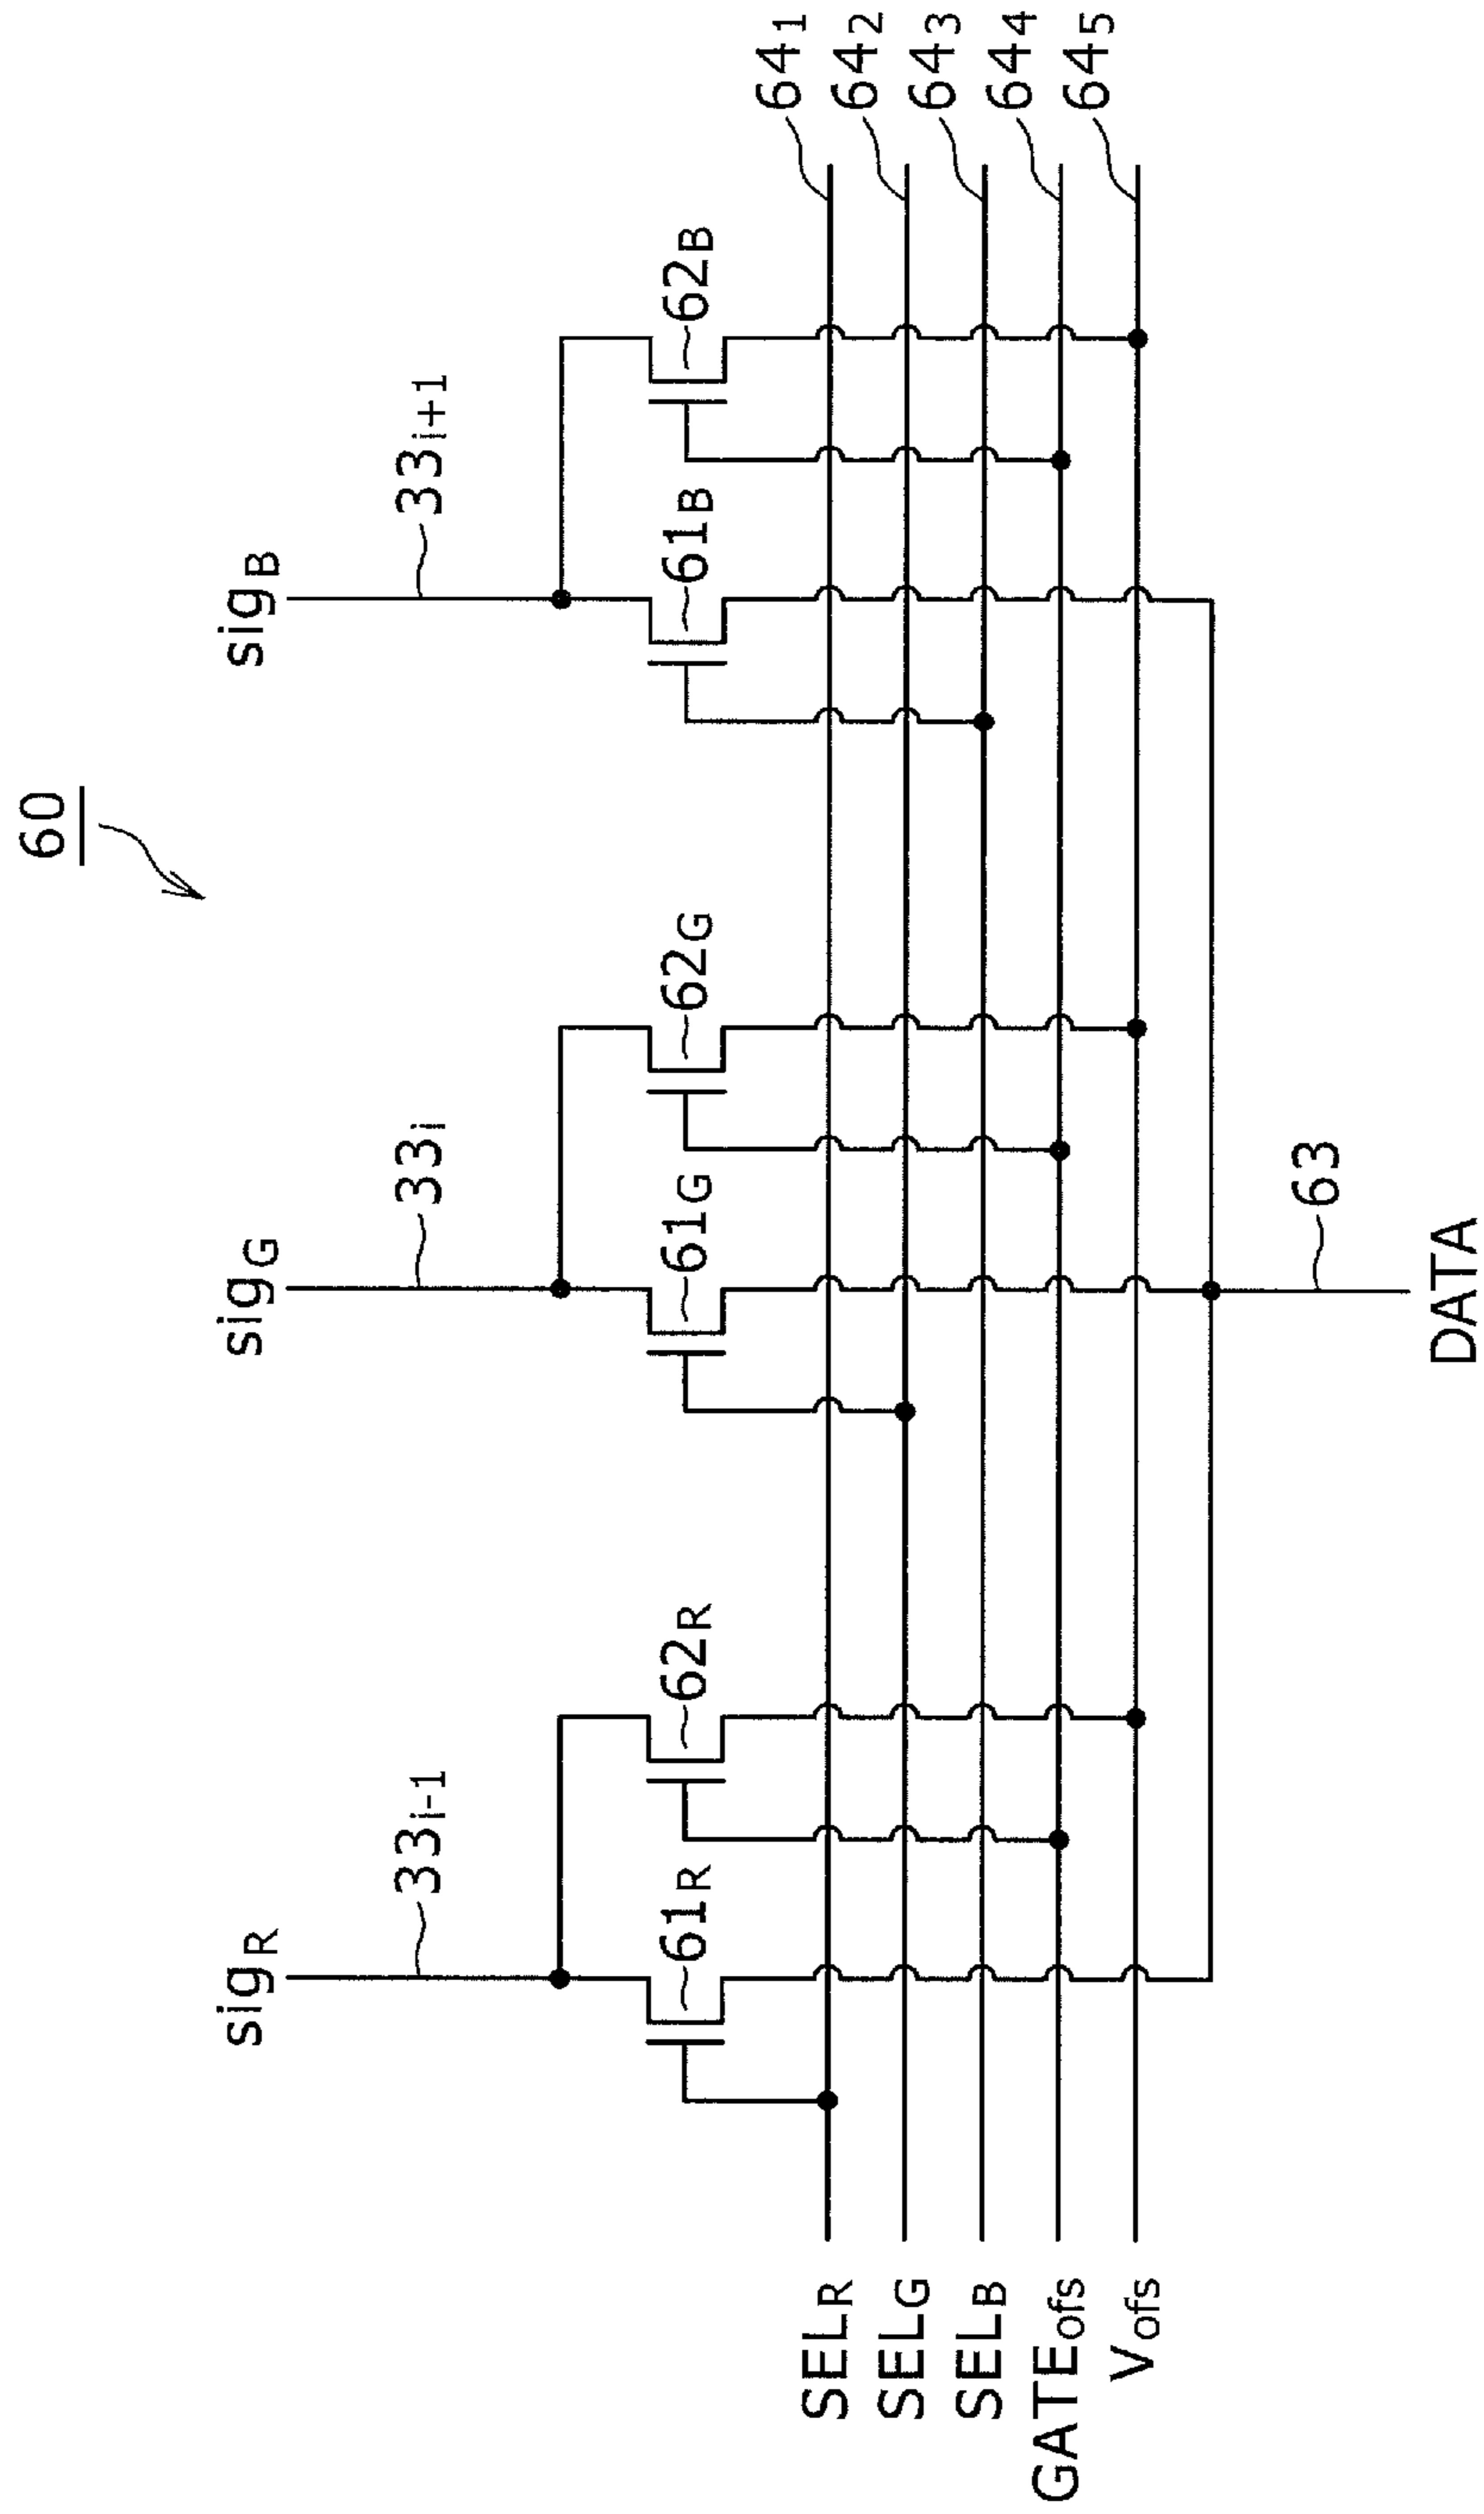 60
sigR
sigG
sigB
33i-1
33i
33i+1
61R
62R
61G
62G
61B
62B
SELR
641
SELG
642
SELB
643
GATEofs
644
Vofs
645
63
DATA